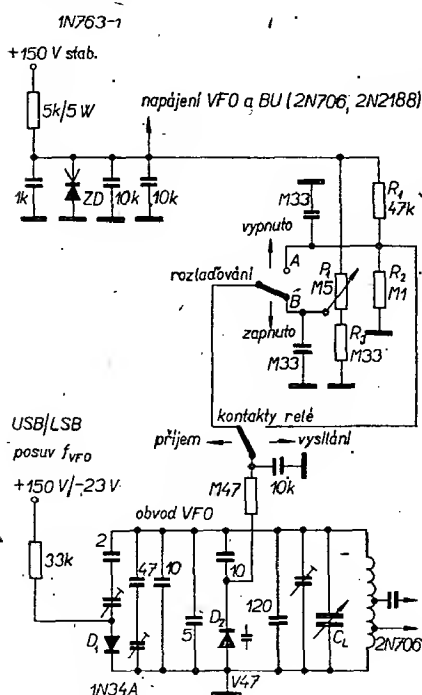 1N763-1
+150 V stab.
5k/5W
napájení VFO a BU (2N706, 2N2188)
1k
ZD
10k
10k
M33
R1
47k
vypnuto
A
rozlaďování
B
P1
M5
R2
M1
zapnuto
M33
R3
M33
kontakty relé
příjem
vysílání
USB/LSB
posuv fVFO
+150 V/-23 V
M47
10k
obvod VFO
33k
2
47
10
10
5
D2
120
CL
D1
2N706
1N34A
V47